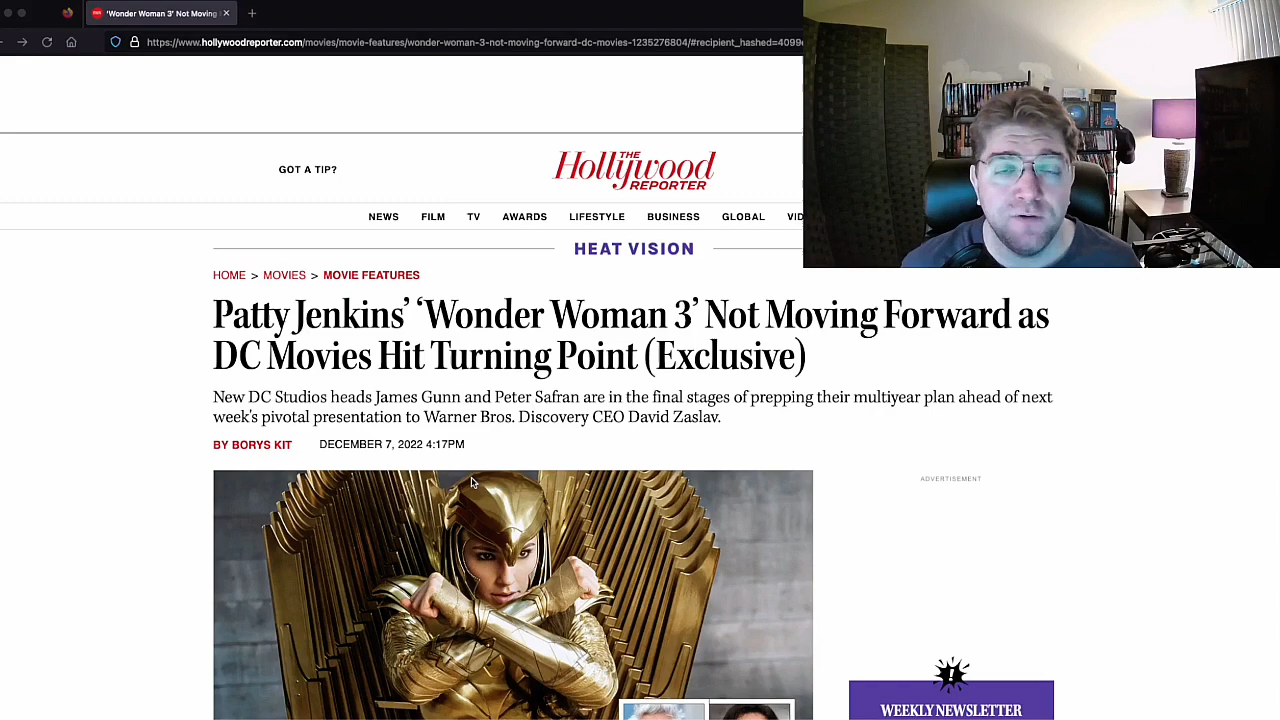 'Wonder Woman 3' Not Moving
https://www.hollywoodreporter.com/movies/movie-features/wonder-woman-3-not-moving-forward-dc-movies-1235276804/#recipient_hashed=4099
GOT A TIP?
THE
Hollywood
REPORTER
NEWS FILM TV AWARDS LIFESTYLE BUSINESS GLOBAL VID
HEAT VISION
HOME > MOVIES > MOVIE FEATURES
Patty Jenkins’ ‘Wonder Woman 3’ Not Moving Forward as
DC Movies Hit Turning Point (Exclusive)
New DC Studios heads James Gunn and Peter Safran are in the final stages of prepping their multiyear plan ahead of next
week's pivotal presentation to Warner Bros. Discovery CEO David Zaslav.
BY BORYS KIT DECEMBER 7, 2022 4:17PM
ADVERTISEMENT
WEEKLY NEWSLETTER